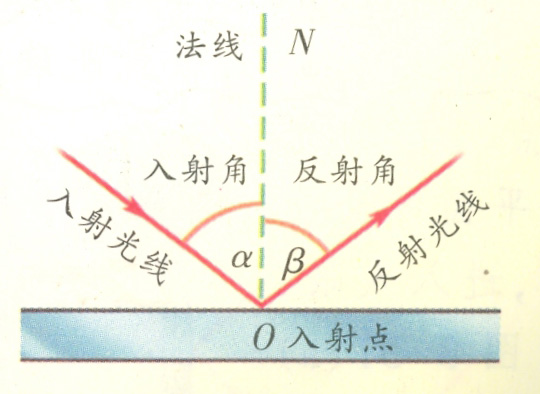 法线 N
入射角 反射角
入射光线
反射光线
α β
O 入射点